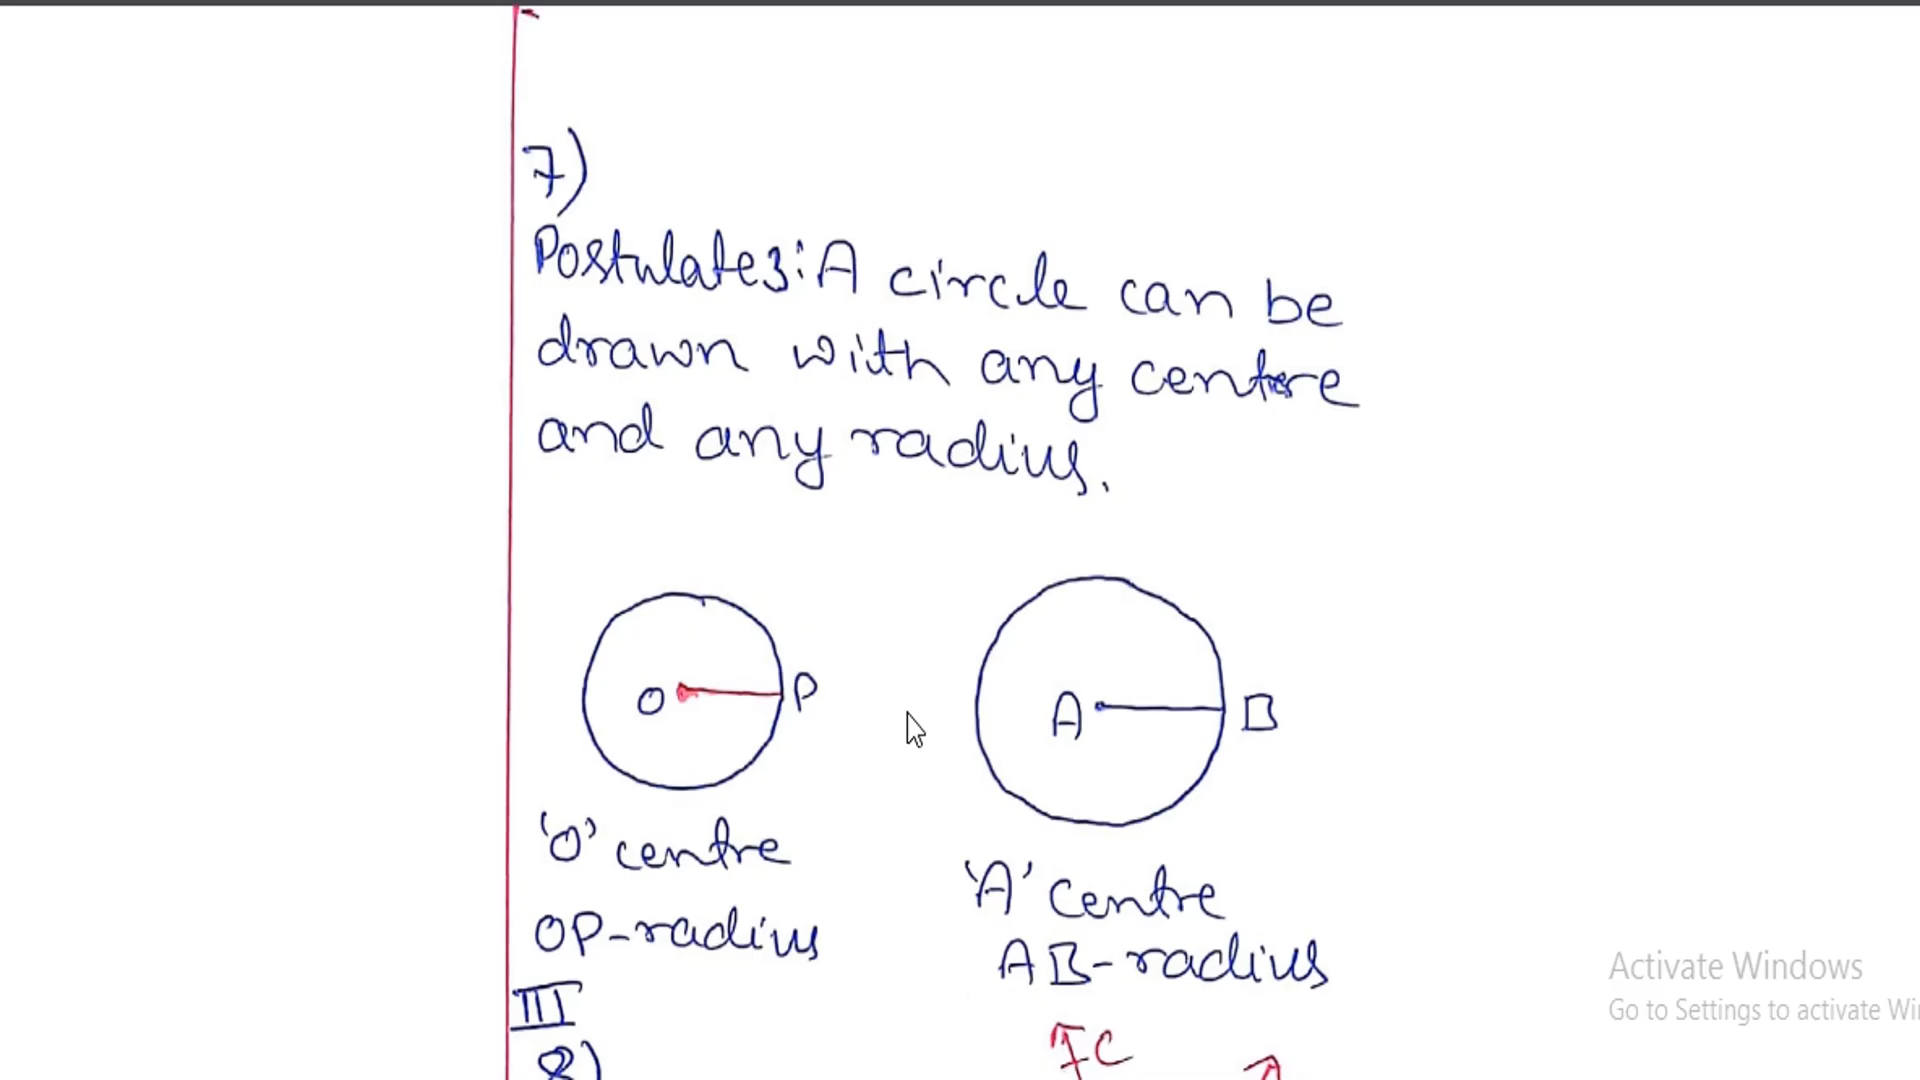 7)
Postulate3: A circle can be
drawn with any centre
and any radius.
O P A B
'O' centre
OP-radius
'A' centre
AB-radius
III
8)
Activate Windows
Go to Settings to activate Wi